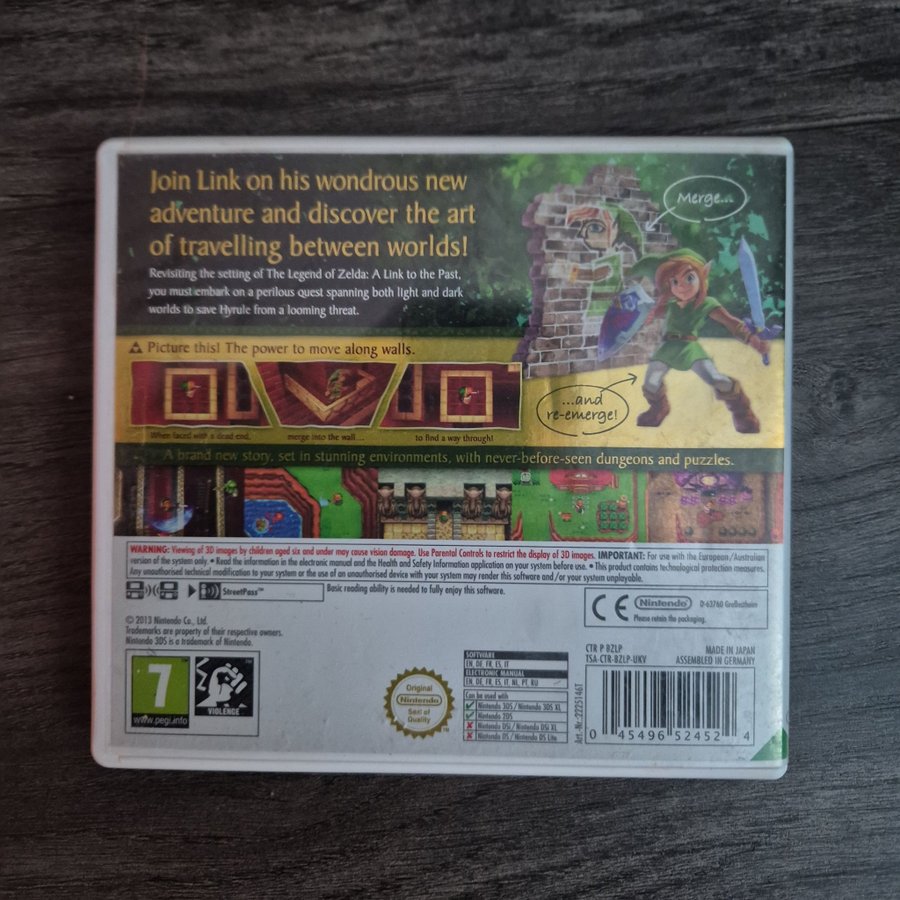 Join Link on his wondrous new
adventure and discover the art
of travelling between worlds!
Revisiting the setting of The Legend of Zelda: A Link to the Past,
you must embark on a perilous quest spanning both light and dark
worlds to save Hyrule from a looming threat.
Merge...
Picture this! The power to move along walls.
When faced with a dead end,
merge into the wall...
to find a way through!
...and
re-emerge!
A brand new story, set in stunning environments, with never-before-seen dungeons and puzzles.
WARNING: Viewing of 3D images by children aged six and under may cause vision damage. Use Parental Controls to restrict the display of 3D images. IMPORTANT: For use with the European/Australian
version of the system only. • Read the information in the electronic manual and the Health and Safety Information application on your system before use. • This product contains technological protection measures.
Any unauthorised technical modification to your system or the use of an unauthorised device with your system may render this software and/or your system unplayable.
StreetPass™
Basic reading ability is needed to fully enjoy this software.
CE
Nintendo
D-63760 Großostheim
Please retain the packaging.
© 2013 Nintendo Co., Ltd.
Trademarks are property of their respective owners.
Nintendo 3DS is a trademark of Nintendo.
7
www.pegi.info
VIOLENCE
Original
Nintendo
Seal of
Quality
TM
SOFTWARE
EN, DE, FR, ES, IT
ELECTRONIC MANUAL
EN, DE, FR, ES, IT, NL, PT, RU
Can be used with
Nintendo 3DS / Nintendo 3DS XL
Nintendo 2DS
Nintendo DSi / Nintendo DSi XL
Nintendo DS / Nintendo DS Lite
Art.-Nr. 2225146T
CTR P BZLP
TSA-CTR-BZLP-UKV
MADE IN JAPAN
ASSEMBLED IN GERMANY
0 45496 52452 4